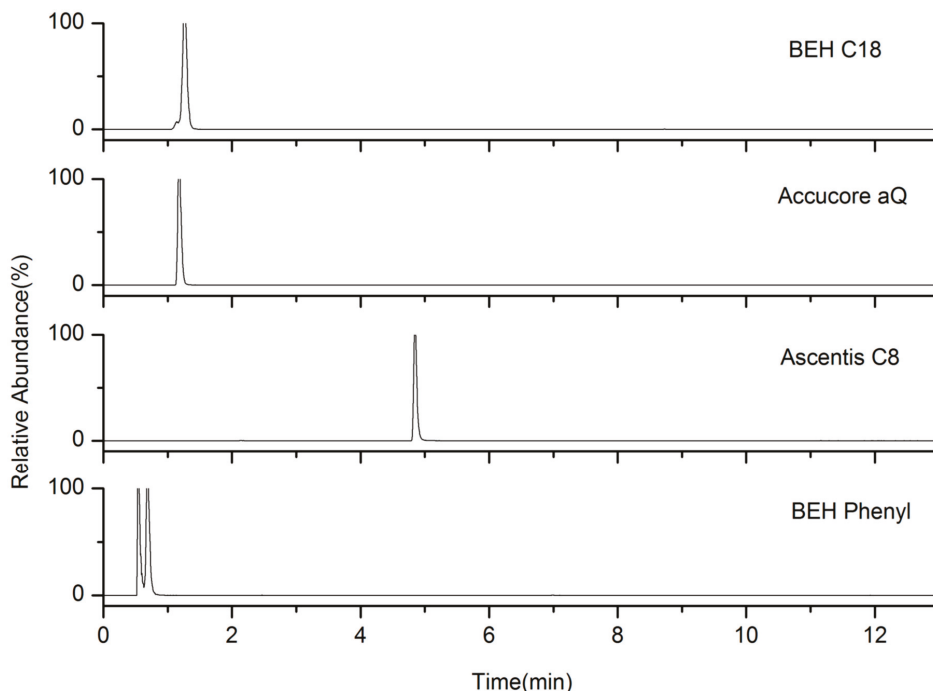 100
BEH C18
0
100
Accucore aQ
0
100
Ascentis C8
0
100
BEH Phenyl
0
0 2 4 6 8 10 12
Relative Abundance(%)
Time(min)